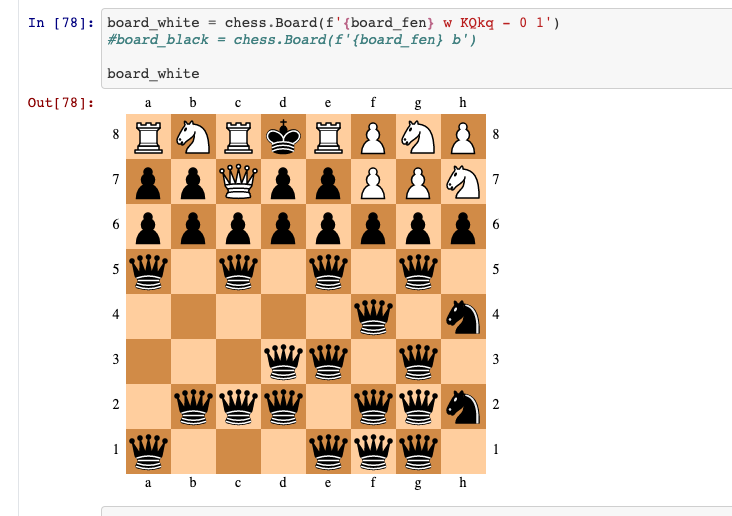 In [78]: board_white = chess.Board(f'{board_fen} w KQkq - 0 1')
#board_black = chess.Board(f'{board_fen} b')
board_white
Out[78]:
a b c d e f g h
8 8
7 7
6 6
5 5
4 4
3 3
2 2
1 1
a b c d e f g h